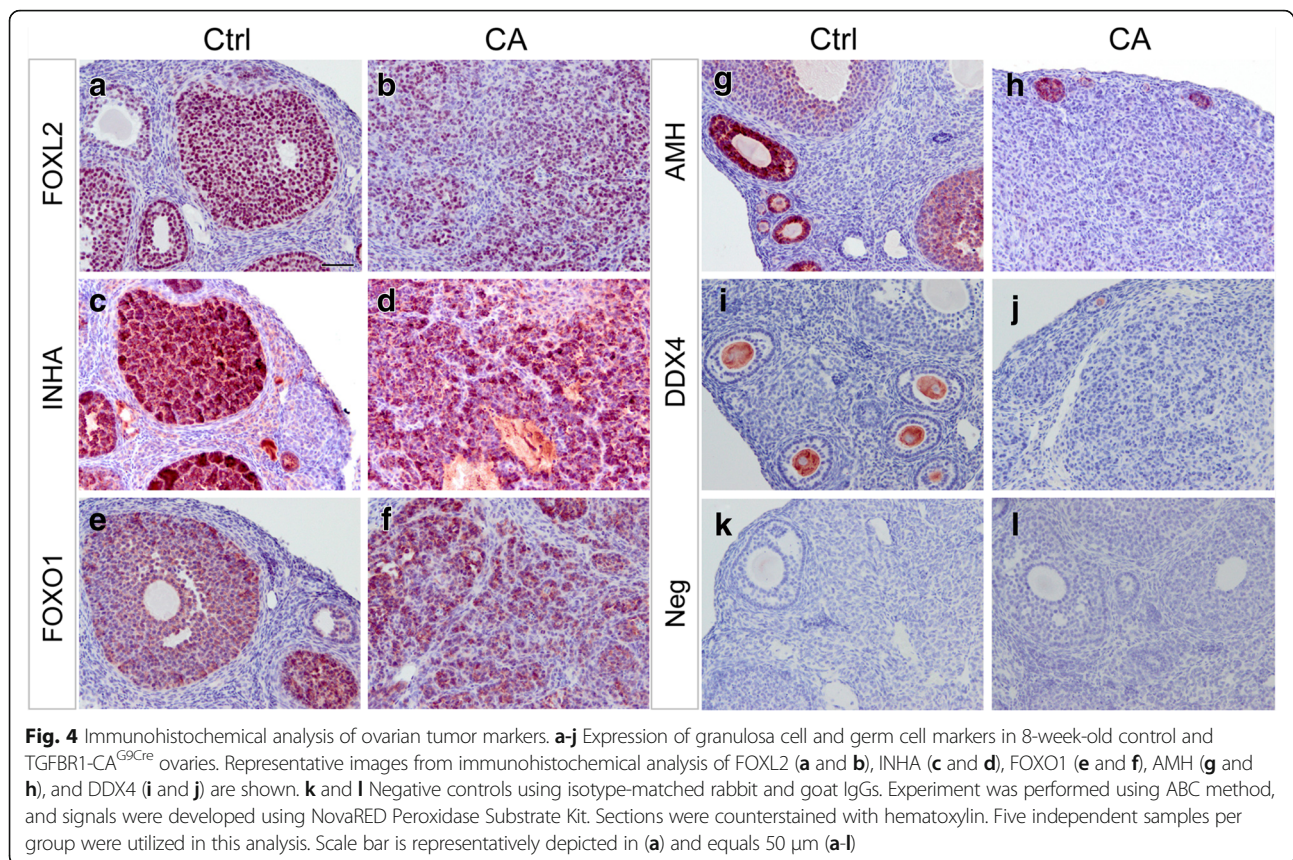 Ctrl CA Ctrl CA
FOXL2 a b AMH g h
INHA c d DDX4 i j
FOXO1 e f Neg k l
Fig. 4 Immunohistochemical analysis of ovarian tumor markers. a-j Expression of granulosa cell and germ cell markers in 8-week-old control and
TGFBR1-CA^G9Cre ovaries. Representative images from immunohistochemical analysis of FOXL2 (a and b), INHA (c and d), FOXO1 (e and f), AMH (g and
h), and DDX4 (i and j) are shown. k and l Negative controls using isotype-matched rabbit and goat IgGs. Experiment was performed using ABC method,
and signals were developed using NovaRED Peroxidase Substrate Kit. Sections were counterstained with hematoxylin. Five independent samples per
group were utilized in this analysis. Scale bar is representatively depicted in (a) and equals 50 μm (a-l)